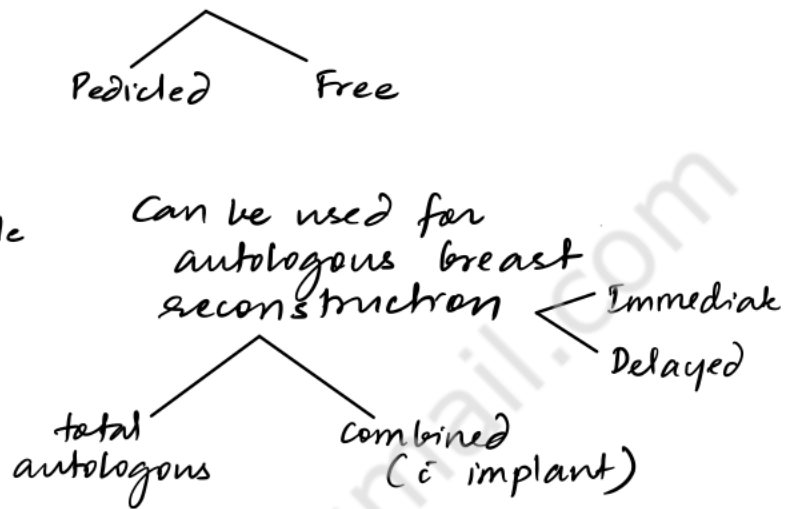 Pedicled Free
Can be used for
autologous breast
reconstruction
Immediate
Delayed
total
autologous
combined
(c̄ implant)